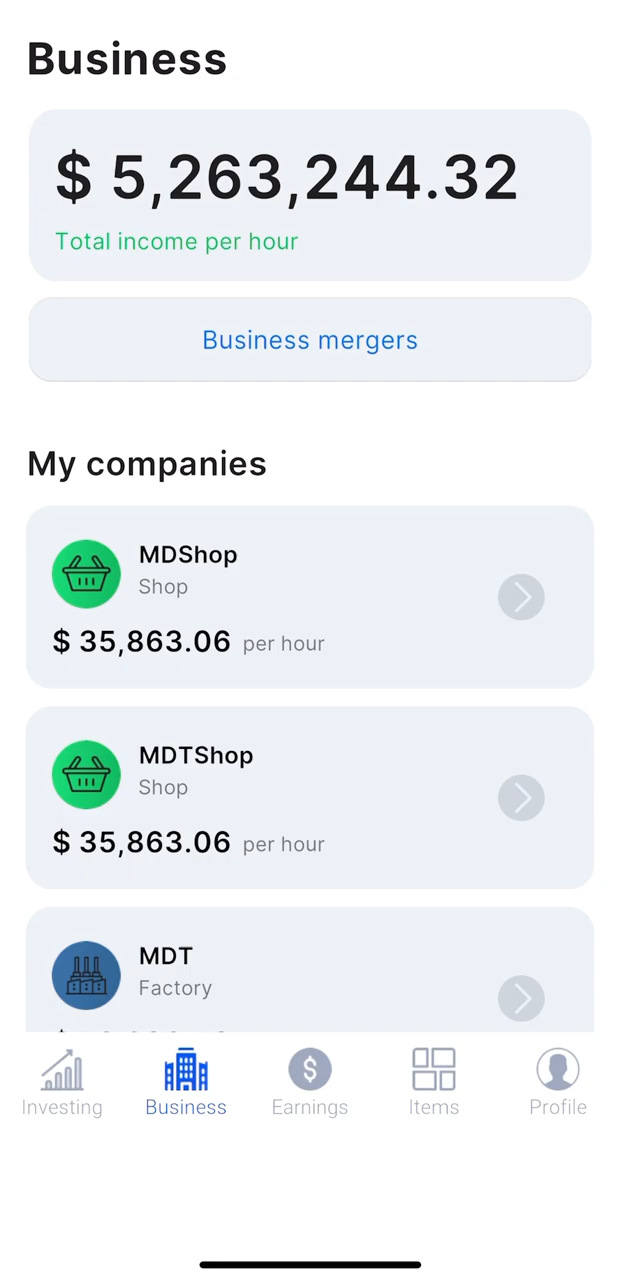 Business
$ 5,263,244.32
Total income per hour
Business mergers
My companies
MDShop
Shop
$ 35,863.06 per hour
MDTShop
Shop
$ 35,863.06 per hour
MDT
Factory
Investing Business Earnings Items Profile